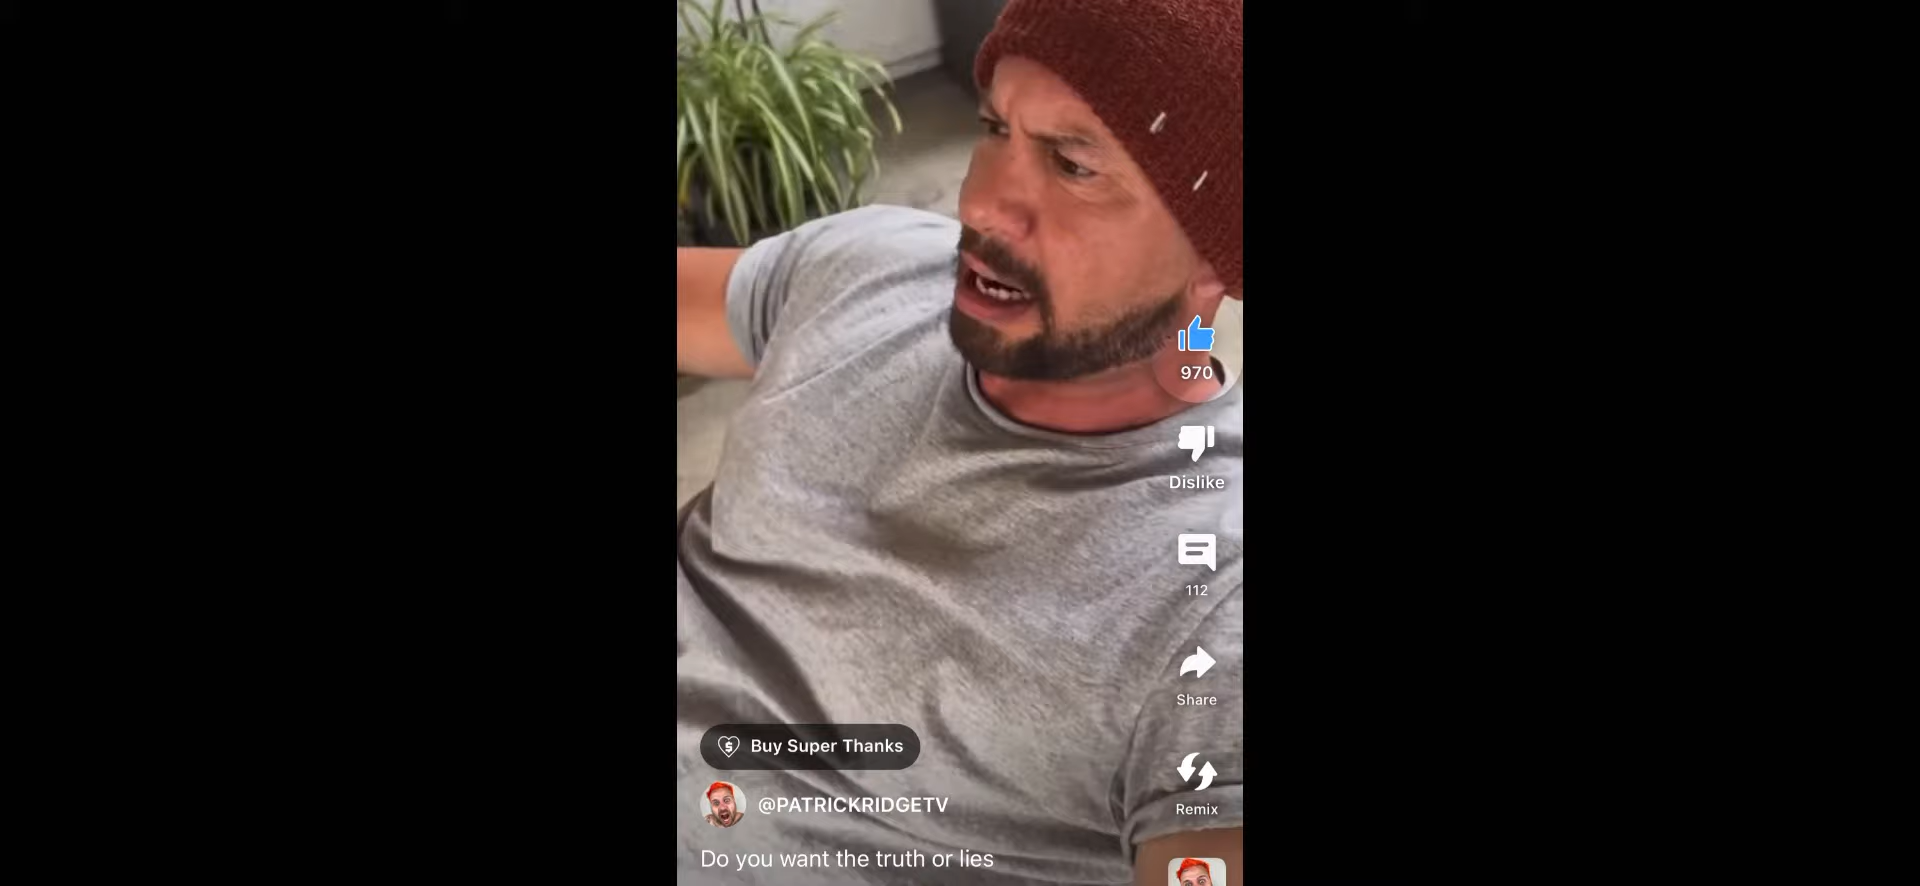 970
Dislike
112
Share
Remix
Buy Super Thanks
@PATRICKRIDGETV
Do you want the truth or lies